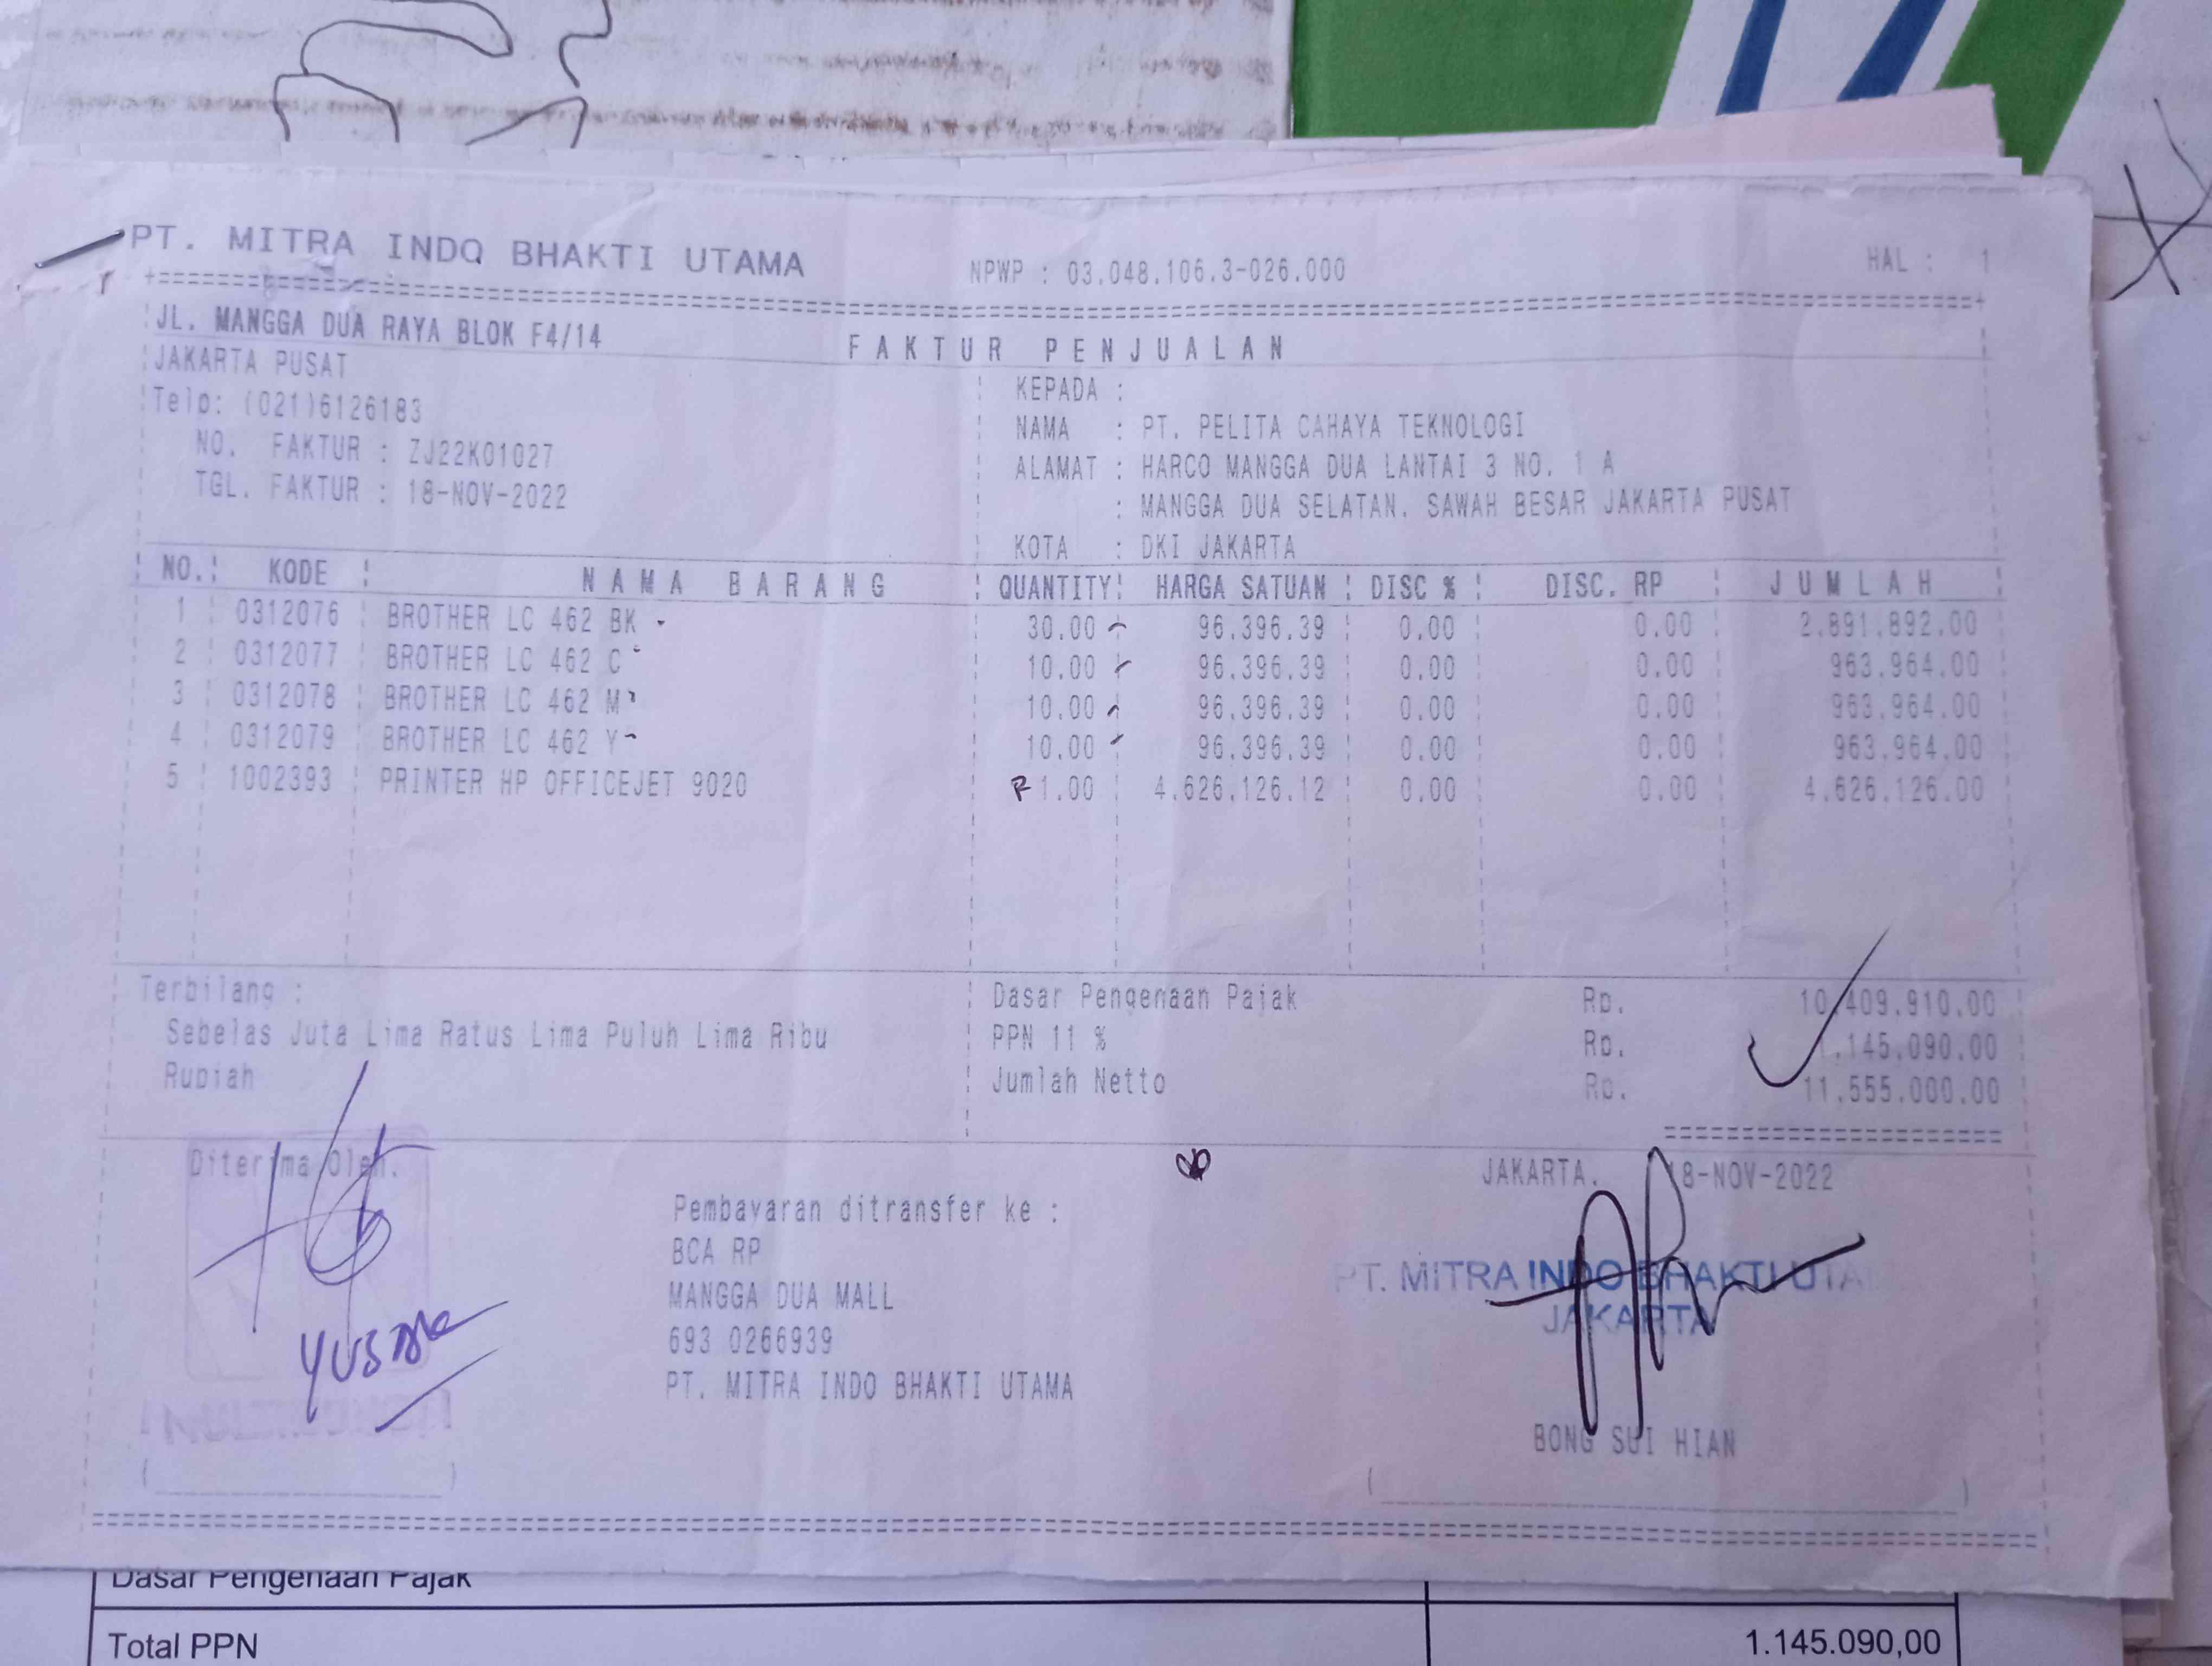 PT. MITRA INDO BHAKTI UTAMA NPWP : 03.048.106.3-026.000 HAL : 1
JL. MANGGA DUA RAYA BLOK F4/14
FAKTUR PENJUALAN
JAKARTA PUSAT
Telp: (021)6126183
NO. FAKTUR : ZJ22K01027
TGL. FAKTUR : 18-NOV-2022
KEPADA :
NAMA : PT. PELITA CAHAYA TEKNOLOGI
ALAMAT : HARCO MANGGA DUA LANTAI 3 NO. 1 A
: MANGGA DUA SELATAN. SAWAH BESAR JAKARTA PUSAT
KOTA : DKI JAKARTA
NO. KODE NAMA BARANG QUANTITY HARGA SATUAN DISC % DISC. RP JUMLAH
1 0312076 BROTHER LC 462 BK 30.00 96.396.39 0.00 0.00 2.891.892.00
2 0312077 BROTHER LC 462 C 10.00 96.396.39 0.00 0.00 963.964.00
3 0312078 BROTHER LC 462 M 10.00 96.396.39 0.00 0.00 963.964.00
4 0312079 BROTHER LC 462 Y 10.00 96.396.39 0.00 0.00 963.964.00
5 1002393 PRINTER HP OFFICEJET 9020 1.00 4.626.126.12 0.00 0.00 4.626.126.00
Terbilang :
Sebelas Juta Lima Ratus Lima Puluh Lima Ribu
Rupiah
Dasar Pengenaan Pajak Rp. 10.409.910.00
PPN 11 % Rp. 1.145.090.00
Jumlah Netto Rp. 11.555.000.00
Diterima Oleh.
Pembayaran ditransfer ke :
BCA RP
MANGGA DUA MALL
693 0266939
PT. MITRA INDO BHAKTI UTAMA
JAKARTA. 18-NOV-2022
PT. MITRA INDO BHAKTI UTA
JAKARTA
BONG SUI HIAN
Dasar Pengenaan Pajak
Total PPN 1.145.090,00